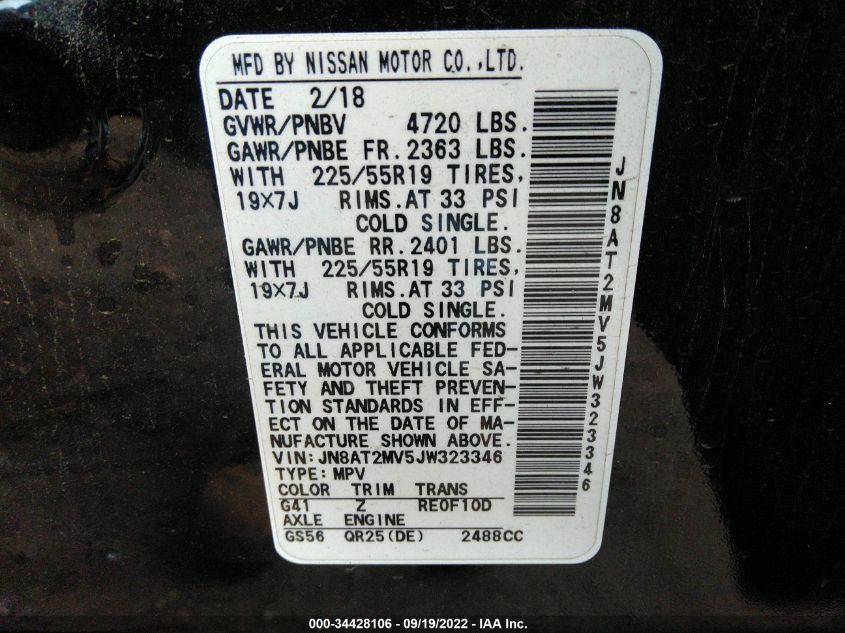 MFD BY NISSAN MOTOR CO.,LTD.
DATE 2/18
GVWR/PNBV 4720 LBS.
GAWR/PNBE FR. 2363 LBS.
WITH 225/55R19 TIRES,
19×7J RIMS. AT 33 PSI
COLD SINGLE.
GAWR/PNBE RR. 2401 LBS.
WITH 225/55R19 TIRES,
19×7J RIMS. AT 33 PSI
COLD SINGLE.
THIS VEHICLE CONFORMS
TO ALL APPLICABLE FED-
ERAL MOTOR VEHICLE SA-
FETY AND THEFT PREVEN-
TION STANDARDS IN EFF-
ECT ON THE DATE OF MA-
NUFACTURE SHOWN ABOVE.
VIN:JN8AT2MV5JW323346
TYPE:MPV
COLOR TRIM TRANS
G41 Z RE0F10D
AXLE ENGINE
GS56 QR25(DE) 2488CC
JN8AT2MV5JW323346
000-34428106 - 09/19/2022 - IAA Inc.